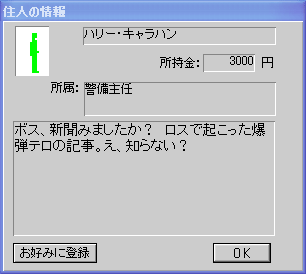 住人の情報
ハリー・キャラハン
所持金: 3000 円
所属: 警備主任
ボス、新聞みましたか？　ロスで起こった爆
弾テロの記事。え、知らない？
お好みに登録
ＯＫ